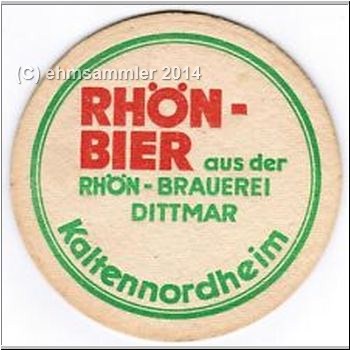 (C) ehmsammler 2014
RHÖN-
BIER aus der
RHÖN-BRAUEREI
DITTMAR
Kaltennordheim